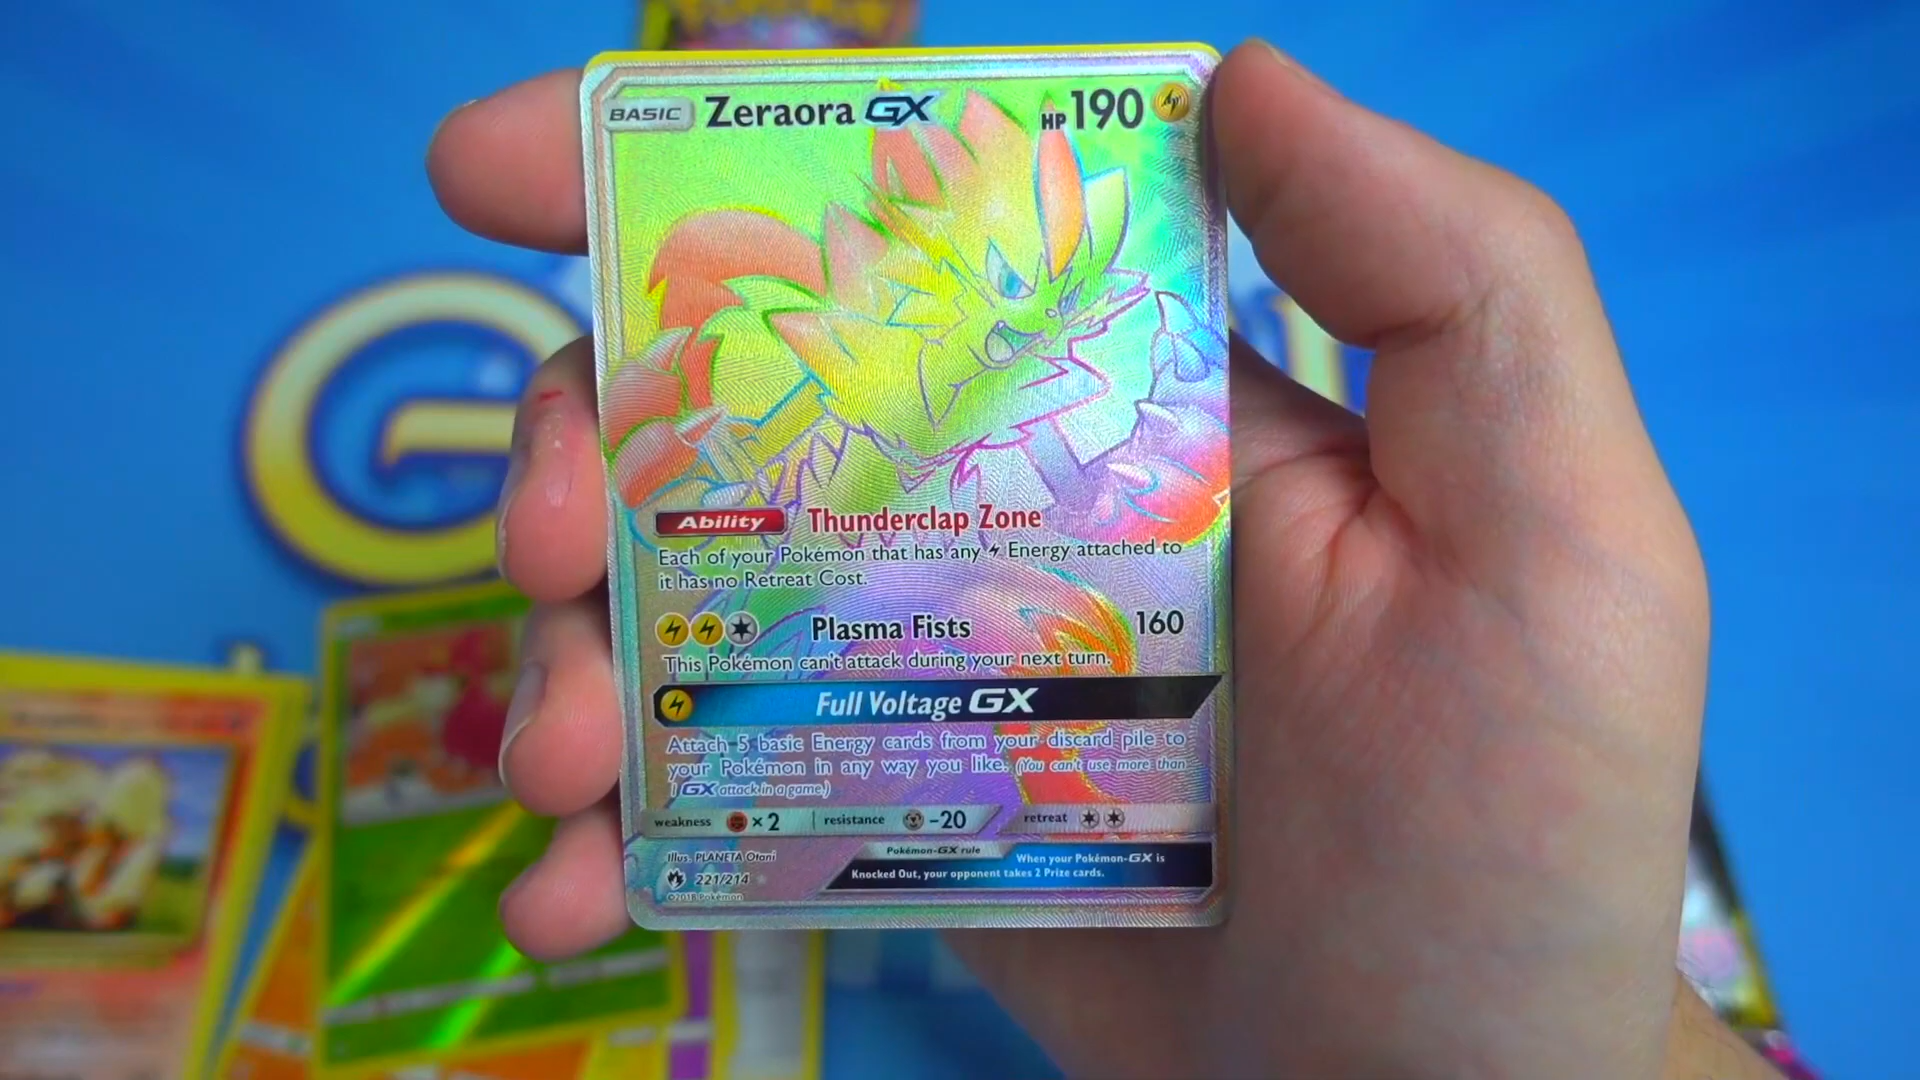 BASIC Zeraora GX HP 190
Ability Thunderclap Zone
Each of your Pokémon that has any Energy attached to
it has no Retreat Cost.
Plasma Fists 160
This Pokémon can't attack during your next turn.
Full Voltage GX
Attach 5 basic Energy cards from your discard pile to
your Pokémon in any way you like. (You can't use more than
1 GX attack in a game.)
weakness ×2 resistance -20 retreat
Illus. PLANETA Otani
221/214
©2018 Pokémon
Pokémon-GX rule
When your Pokémon-GX is
Knocked Out, your opponent takes 2 Prize cards.